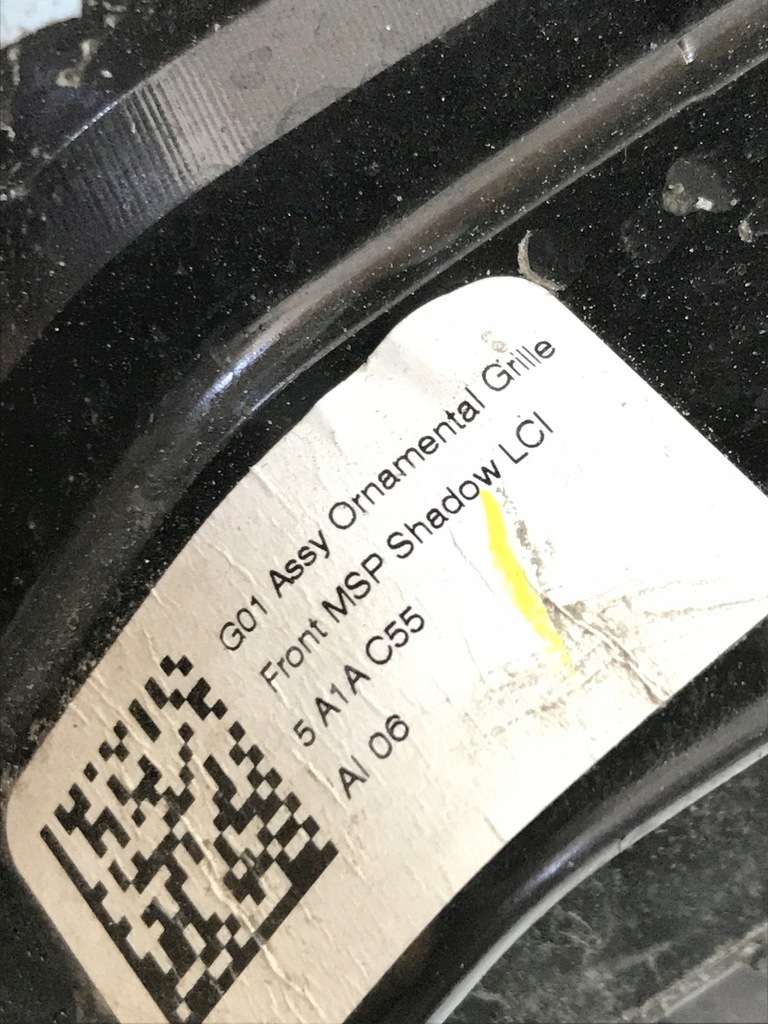 G01 Assy Ornamental Grille
Front MSP Shadow LCI
5 A1A C55
AI 06